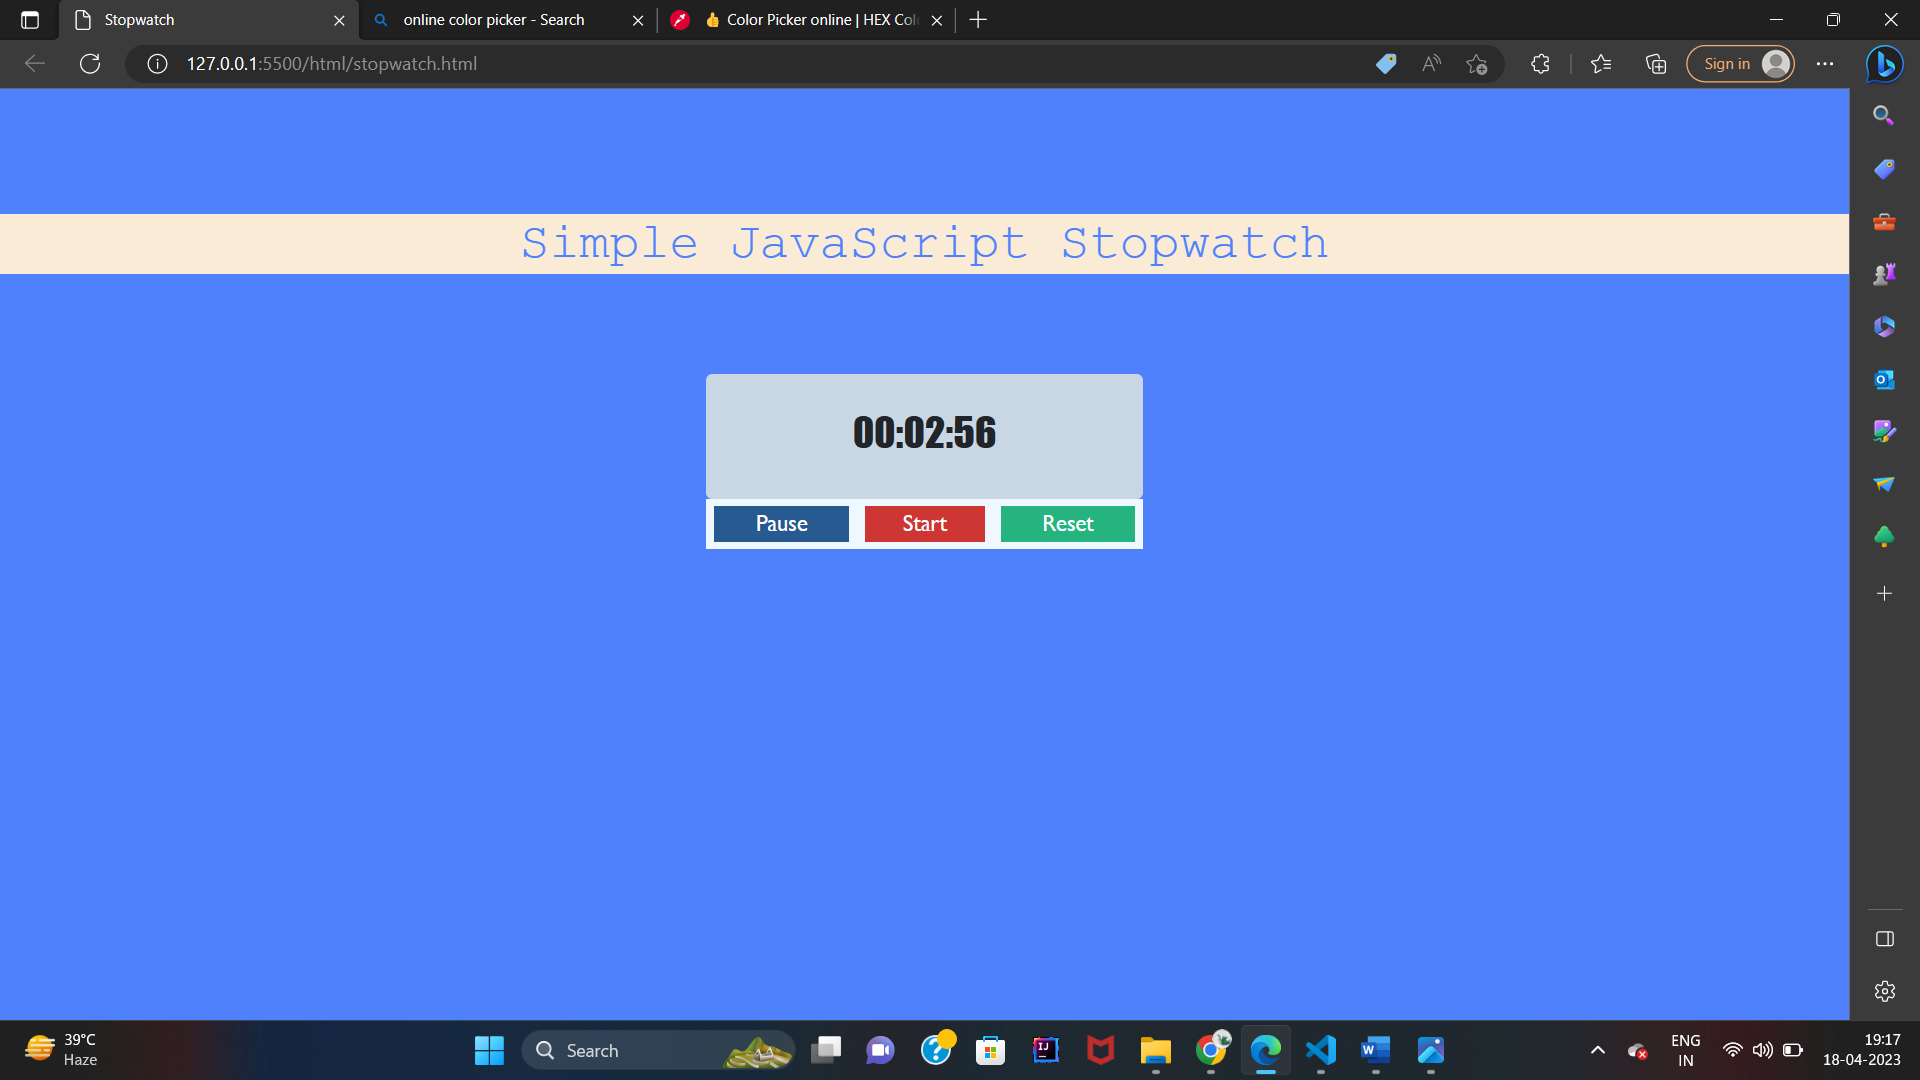 Stopwatch
online color picker - Search
Color Picker online | HEX Col
127.0.0.1:5500/html/stopwatch.html
Sign in
Simple JavaScript Stopwatch
00:02:56
Pause
Start
Reset
39°C
Haze
Search
ENG
IN
19:17
18-04-2023